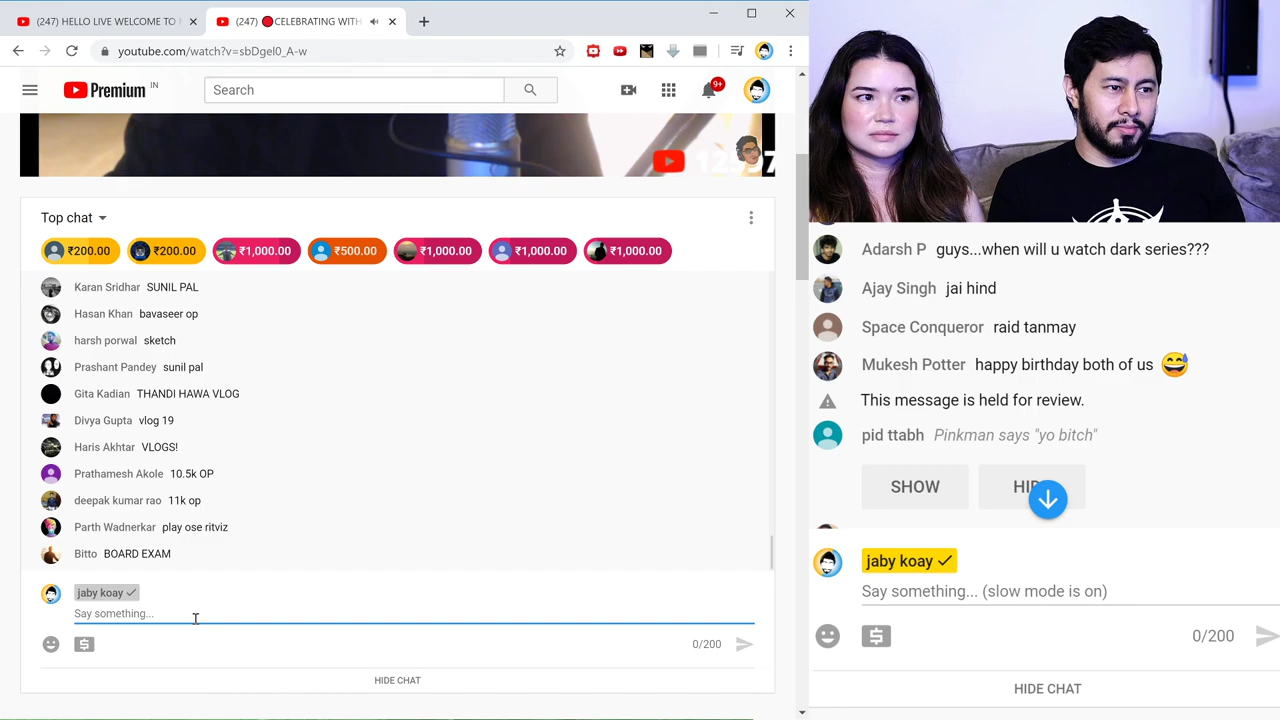 (247) HELLO LIVE WELCOME TO
(247) 🔴CELEBRATING WITH
youtube.com/watch?v=sbDgel0_A-w
Premium IN
Search
9+
Top chat
₹200.00
₹200.00
₹1,000.00
₹500.00
₹1,000.00
₹1,000.00
₹1,000.00
Karan Sridhar SUNIL PAL
Hasan Khan bavaseer op
harsh porwal sketch
Prashant Pandey sunil pal
Gita Kadian THANDI HAWA VLOG
Divya Gupta vlog 19
Haris Akhtar VLOGS!
Prathamesh Akole 10.5k OP
deepak kumar rao 11k op
Parth Wadnerkar play ose ritviz
Bitto BOARD EXAM
jaby koay ✓
Say something...
0/200
HIDE CHAT
Adarsh P guys...when will u watch dark series???
Ajay Singh jai hind
Space Conqueror raid tanmay
Mukesh Potter happy birthday both of us 😅
This message is held for review.
pid ttabh Pinkman says "yo bitch"
SHOW
jaby koay ✓
Say something... (slow mode is on)
0/200
HIDE CHAT